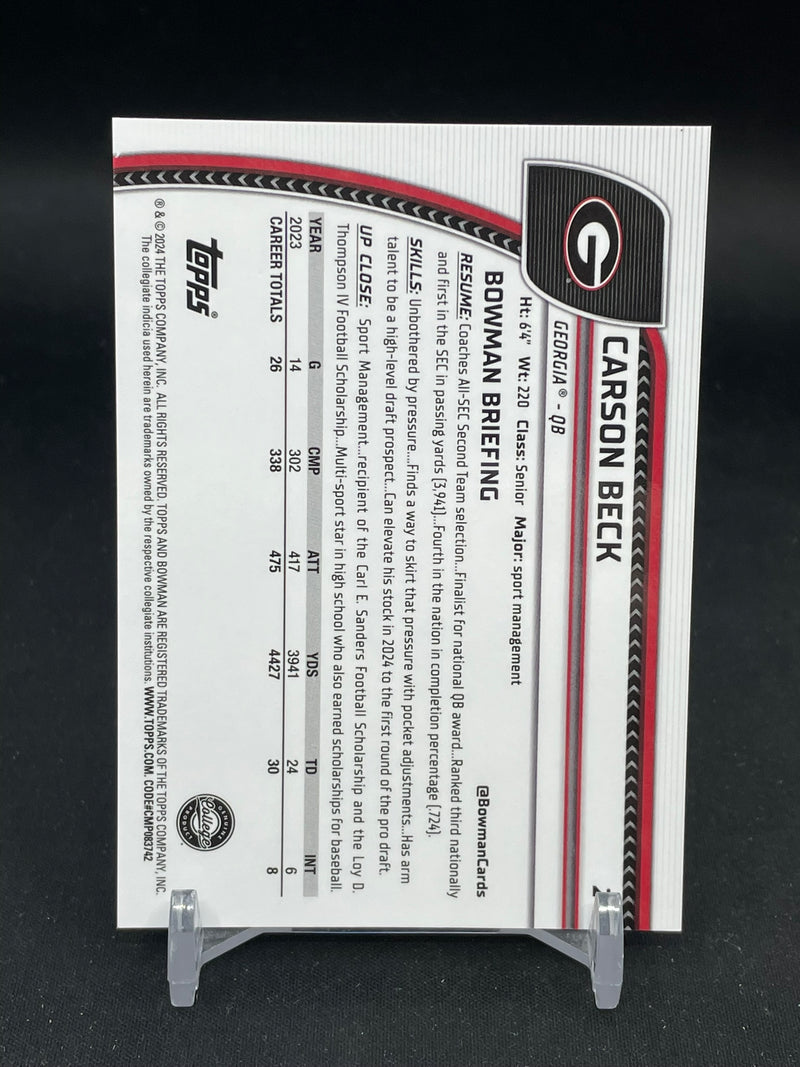 CARSON BECK
GEORGIA® - QB
G
Ht: 6'4" Wt: 220 Class: Senior Major: sport management
BOWMAN BRIEFING
@BowmanCards
RESUME: Coaches All-SEC Second Team selection...Finalist for national QB award...Ranked third nationally
and first in the SEC in passing yards (3,941)...Fourth in the nation in completion percentage (.724).
SKILLS: Unbothered by pressure....Finds a way to skirt that pressure with pocket adjustments...Has arm
talent to be a high-level draft prospect...Can elevate his stock in 2024 to the first round of the pro draft.
UP CLOSE: Sport Management...recipient of the Carl E. Sanders Football Scholarship and the Loy D.
Thompson IV Football Scholarship...Multi-sport star in high school who also earned scholarships for baseball.
YEAR G CMP ATT YDS TD INT
2023 14 302 417 3941 24 6
CAREER TOTALS 26 338 475 4427 30 8
topps®
GENUINE College PRODUCT
® & © 2024 THE TOPPS COMPANY, INC. ALL RIGHTS RESERVED. TOPPS AND BOWMAN ARE REGISTERED TRADEMARKS OF THE TOPPS COMPANY, INC.
The collegiate indicia used herein are trademarks owned by the respective collegiate institutions. WWW.TOPPS.COM. CODE#CMP083742